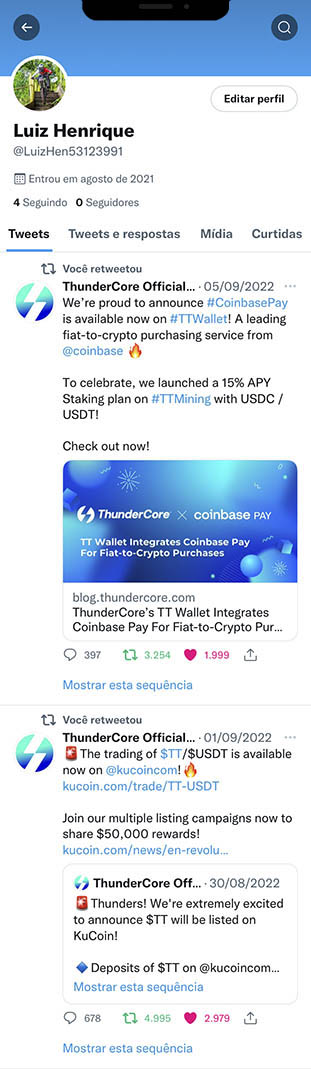 Editar perfil
Luiz Henrique
@LuizHen53123991
Entrou em agosto de 2021
4 Seguindo 0 Seguidores
Tweets Tweets e respostas Mídia Curtidas
Você retweetou
ThunderCore Official... · 05/09/2022
We're proud to announce #CoinbasePay
is available now on #TTWallet! A leading
fiat-to-crypto purchasing service from
@coinbase 🔥
To celebrate, we launched a 15% APY
Staking plan on #TTMining with USDC /
USDT!
Check out now!
ThunderCore × coinbase PAY
TT Wallet Integrates Coinbase Pay
For Fiat-to-Crypto Purchases
blog.thundercore.com
ThunderCore's TT Wallet Integrates
Coinbase Pay For Fiat-to-Crypto Pur...
397 3.254 1.999
Mostrar esta sequência
Você retweetou
ThunderCore Official... · 01/09/2022
🚨The trading of $TT/$USDT is available
now on @kucoincom!🔥
kucoin.com/trade/TT-USDT
Join our multiple listing campaigns now to
share $50,000 rewards!
kucoin.com/news/en-revolu...
ThunderCore Off... · 30/08/2022
🚨Thunders! We're extremely excited
to announce $TT will be listed on
KuCoin!
🔷Deposits of $TT on @kucoincom...
Mostrar esta sequência
678 4.995 2.979
Mostrar esta sequência